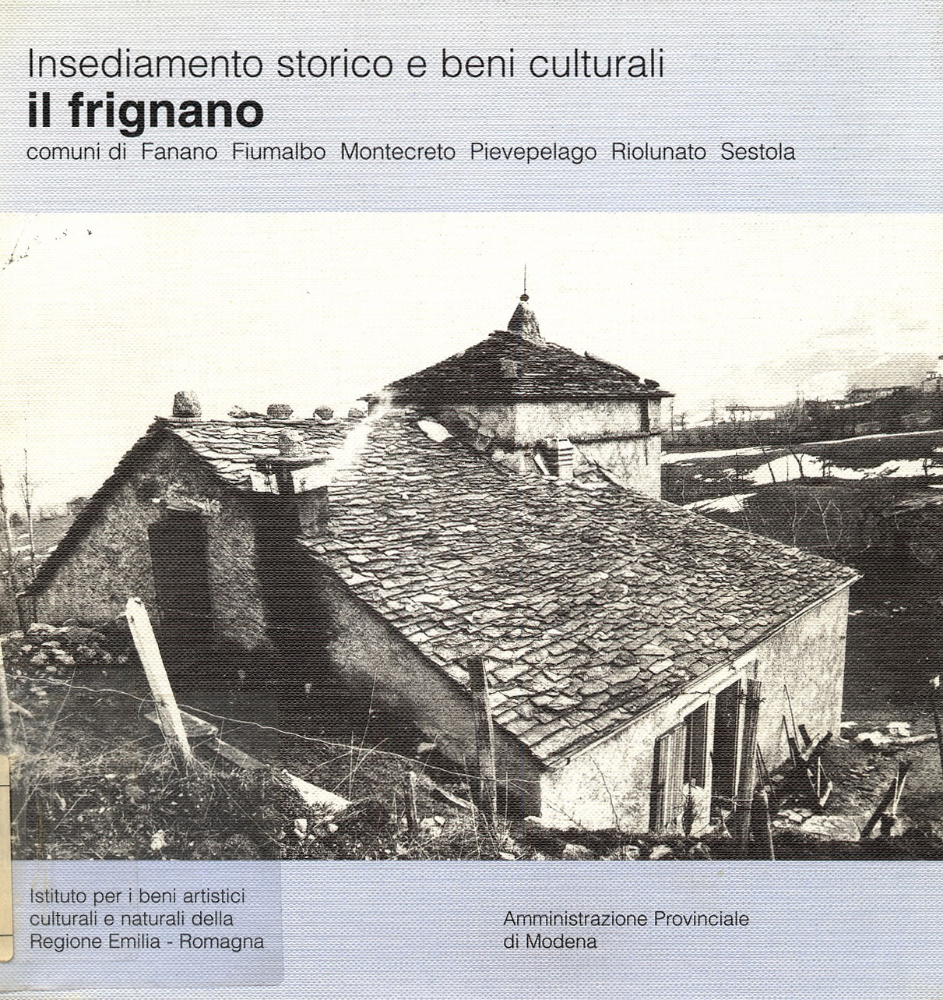 Insediamento storico e beni culturali
il frignano
comuni di Fanano Fiumalbo Montecreto Pievepelago Riolunato Sestola
Istituto per i beni artistici
culturali e naturali della
Regione Emilia - Romagna
Amministrazione Provinciale
di Modena